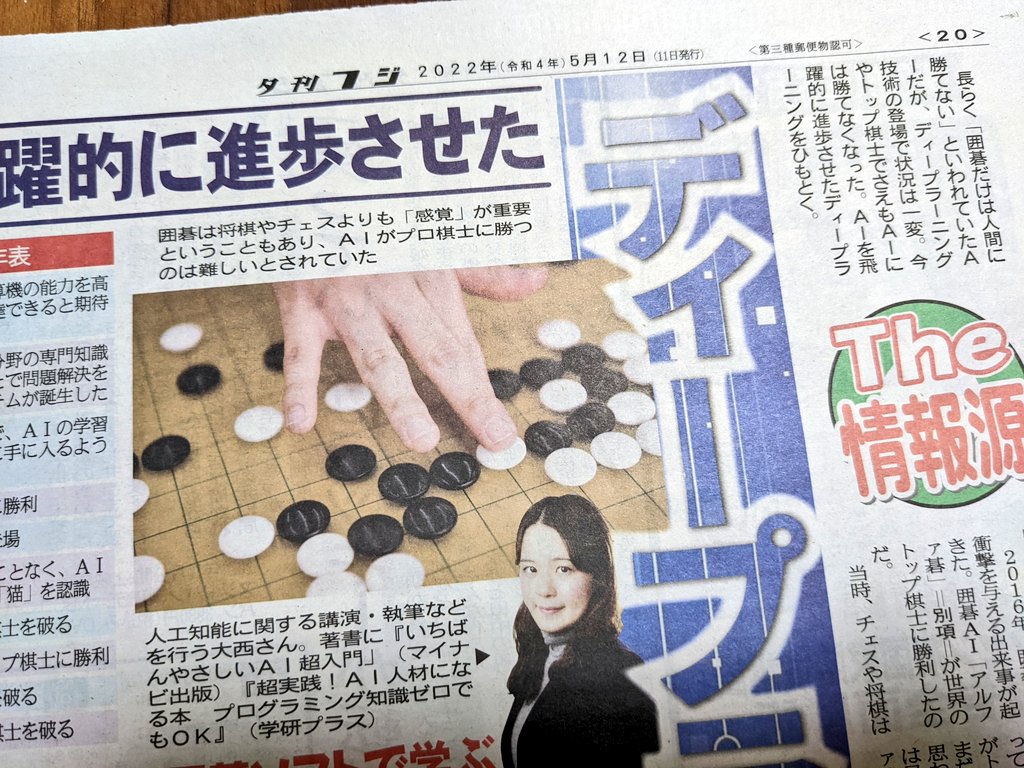 夕刊フジ 2022年(令和4年)5月12日(11日発行)
<第三種郵便物認可>
<20>
躍的に進歩させた
ディープラ
長らく「囲碁だけは人間に
勝てない」といわれていたA
ーだが、ディープラーニング
技術の登場で状況は一変。今
やトップ棋士でさえもAIに
は勝てなくなった。AIを飛
躍的に進歩させたディープラ
ーニングをひもとく。
囲碁は将棋やチェスよりも「感覚」が重要
ということもあり、AIがプロ棋士に勝つ
のは難しいとされていた
The
情報源
年表
算機の能力を高
できると期待
分野の専門知識
とで問題解決を
テムが誕生した
で、AIの学習
に手に入るよう
に勝利
登場
ことなく、AI
「猫」を認識
棋士を破る
プ棋士に勝利
を破る
棋士を破る
人工知能に関する講演・執筆など
を行う大西さん。著書に『いちば
んやさしいAI超入門」(マイナ
ビ出版)『超実践!AI人材にな
る本 プログラミング知識ゼロで
もOK』(学研プラス)
ソフトで学ぶ
2016年、囲
衝撃を与える出来事が起
きた。囲碁AI「アルフ
ァ碁」=別項=が世界の
トップ棋士に勝利したの
だ。
当時、チェスや将棋は